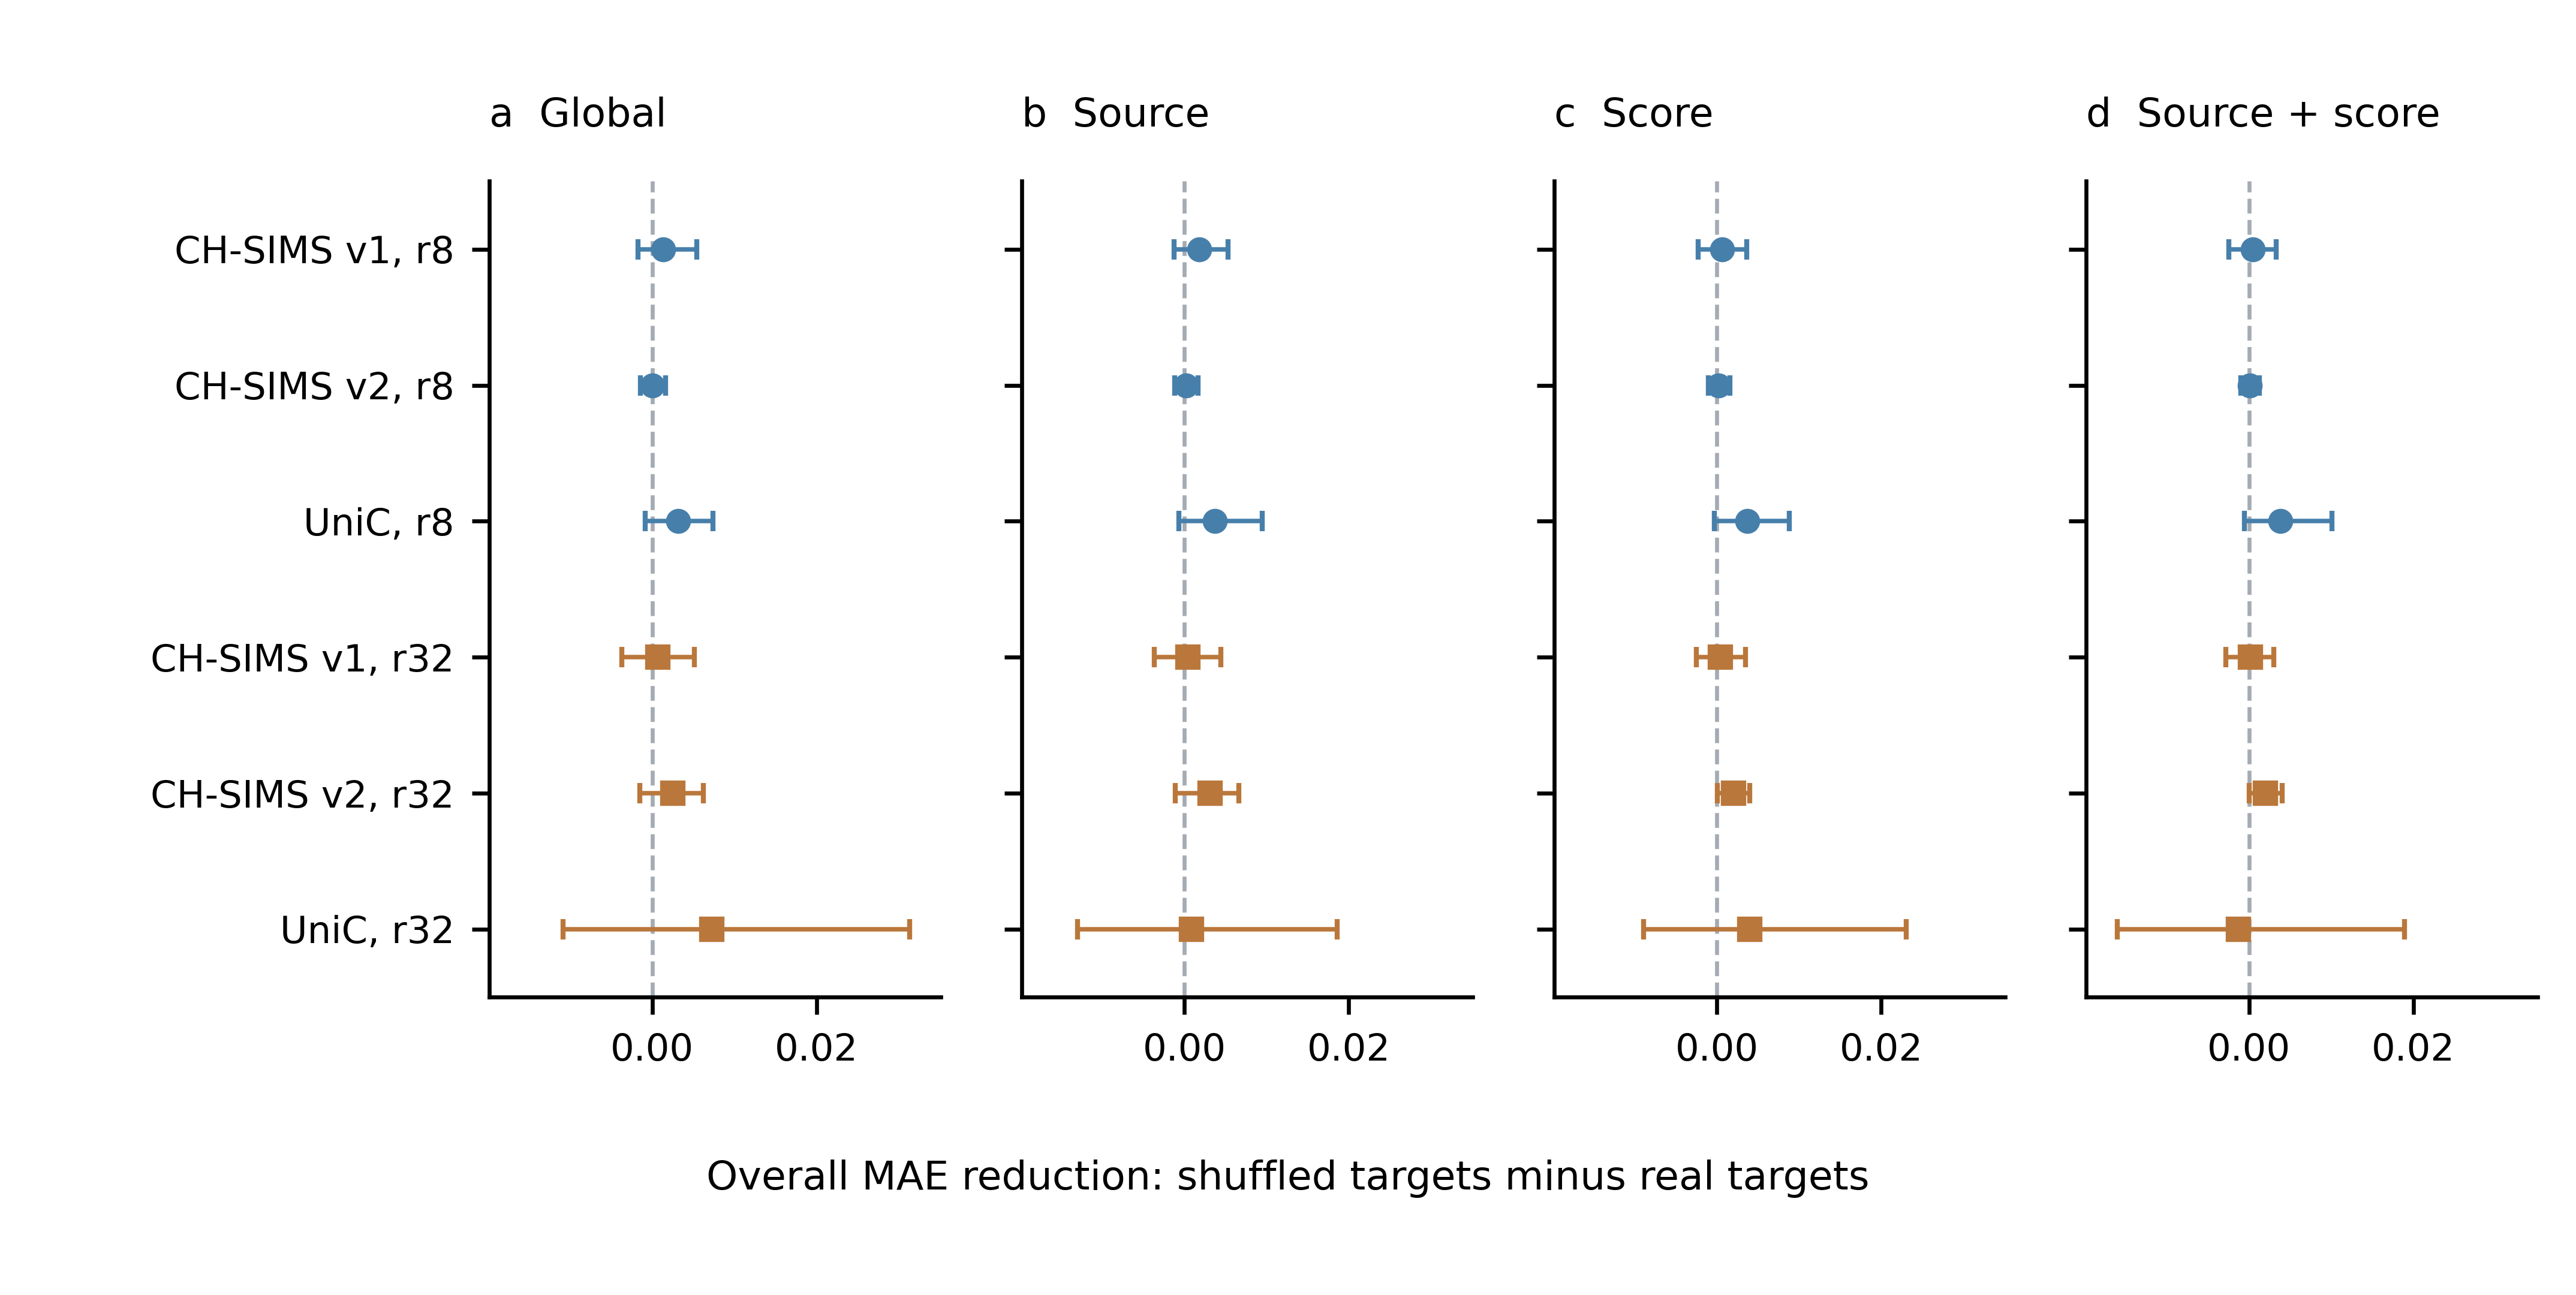 a  Global
b  Source
c  Score
d  Source + score
CH-SIMS v1, r8
CH-SIMS v2, r8
UniC, r8
CH-SIMS v1, r32
CH-SIMS v2, r32
UniC, r32
0.00 0.02 0.00 0.02 0.00 0.02 0.00 0.02
Overall MAE reduction: shuffled targets minus real targets